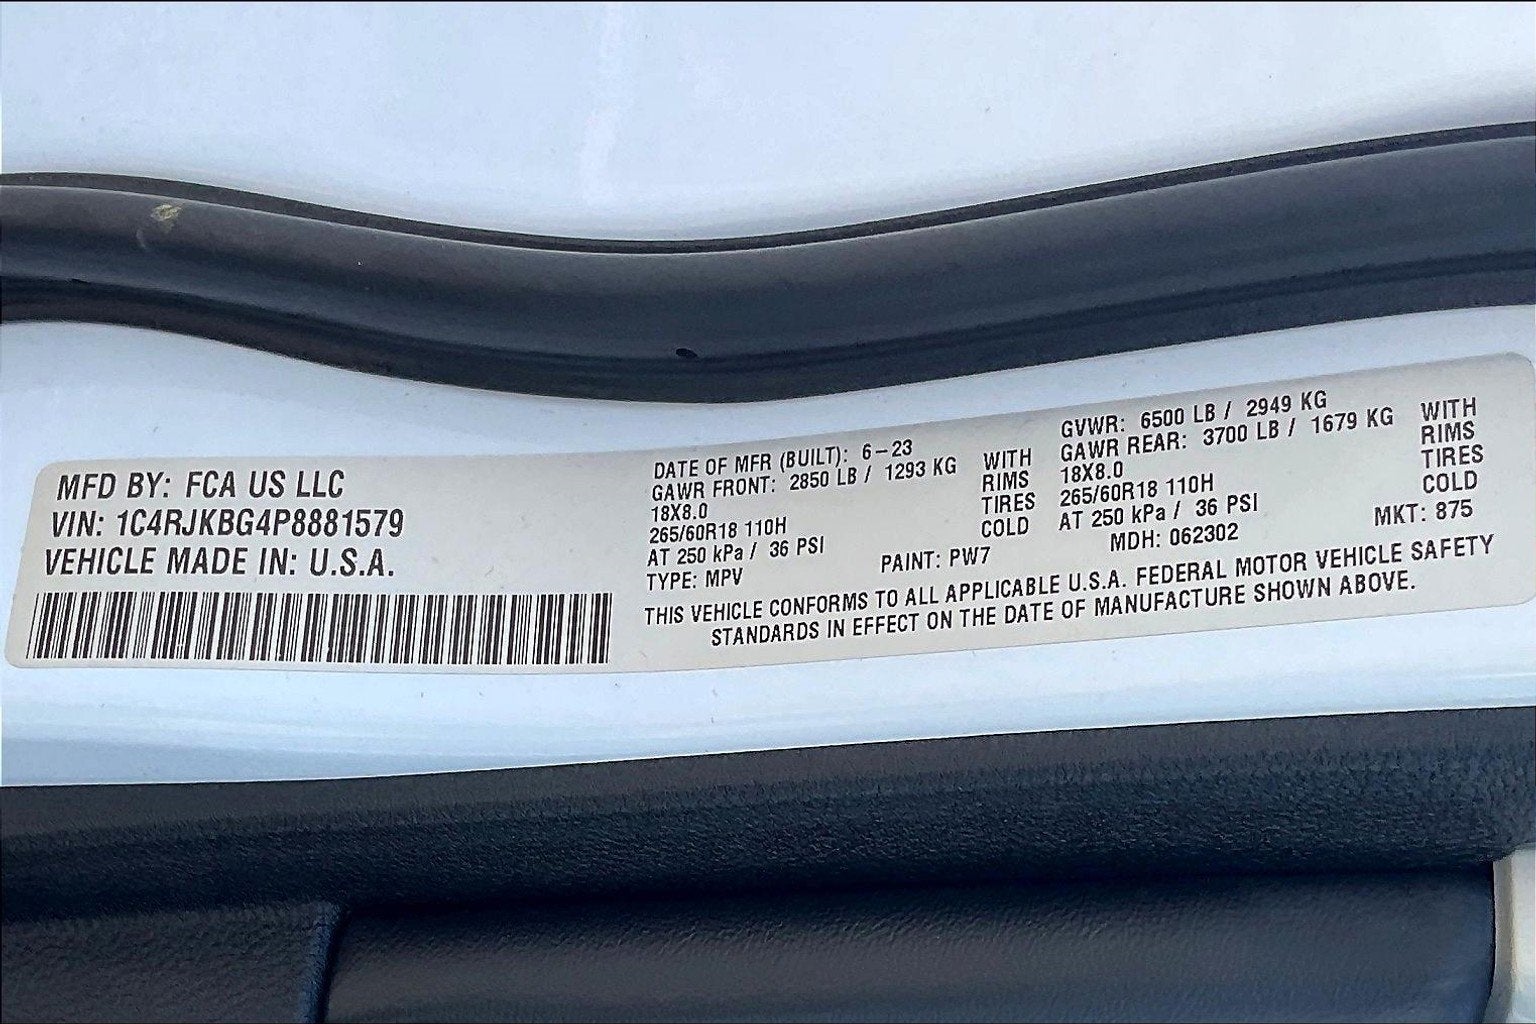 MFD BY: FCA US LLC
VIN: 1C4RJKBG4P8881579
VEHICLE MADE IN: U.S.A.
DATE OF MFR (BUILT): 6-23
GAWR FRONT: 2850 LB / 1293 KG
18X8.0
265/60R18 110H
AT 250 kPa / 36 PSI
TYPE: MPV
WITH
RIMS
TIRES
COLD
PAINT: PW7
GVWR: 6500 LB / 2949 KG
GAWR REAR: 3700 LB / 1679 KG
18X8.0
265/60R18 110H
AT 250 kPa / 36 PSI
MDH: 062302
WITH
RIMS
TIRES
COLD
MKT: 875
THIS VEHICLE CONFORMS TO ALL APPLICABLE U.S.A. FEDERAL MOTOR VEHICLE SAFETY
STANDARDS IN EFFECT ON THE DATE OF MANUFACTURE SHOWN ABOVE.